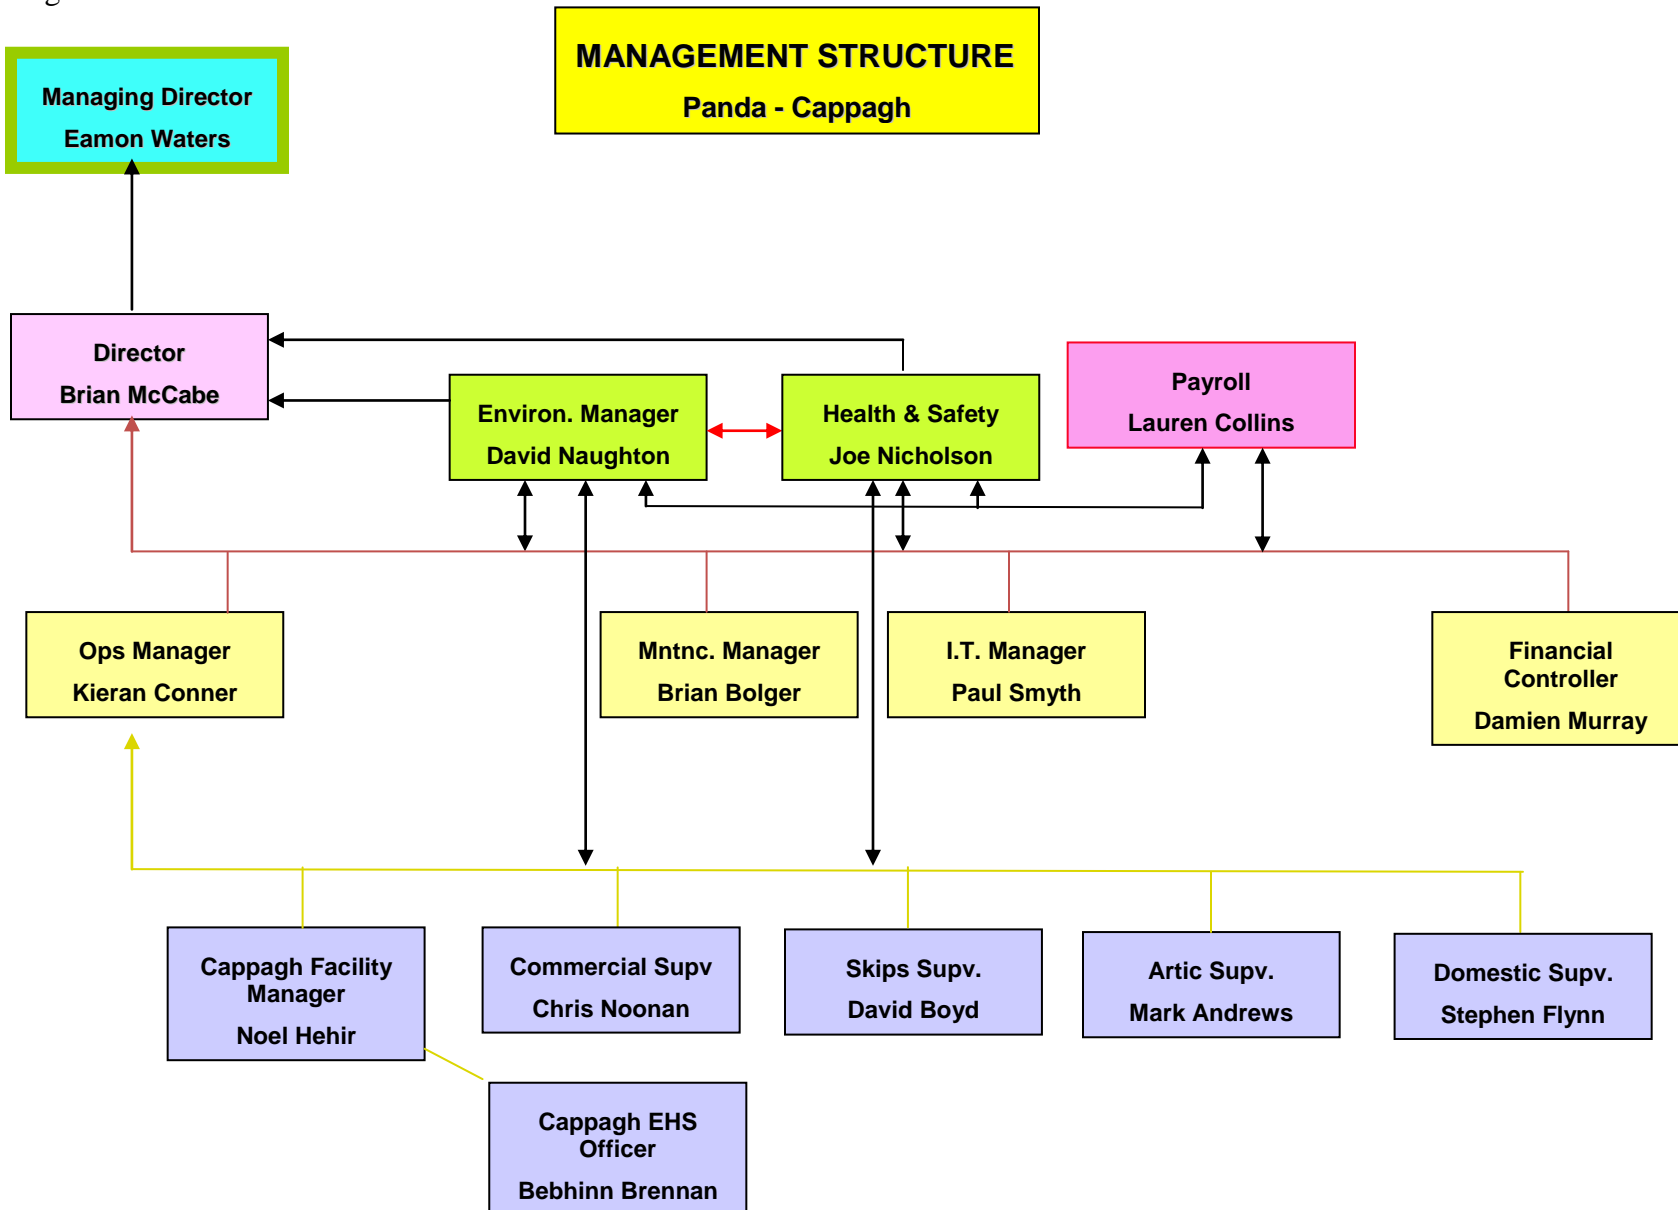 MANAGEMENT STRUCTURE
Panda - Cappagh
Managing Director
Eamon Waters
Director
Brian McCabe
Environ. Manager
David Naughton
Health & Safety
Joe Nicholson
Payroll
Lauren Collins
Ops Manager
Kieran Conner
Mntnc. Manager
Brian Bolger
I.T. Manager
Paul Smyth
Financial
Controller
Damien Murray
Cappagh Facility
Manager
Noel Hehir
Commercial Supv
Chris Noonan
Skips Supv.
David Boyd
Artic Supv.
Mark Andrews
Domestic Supv.
Stephen Flynn
Cappagh EHS
Officer
Bebhinn Brennan